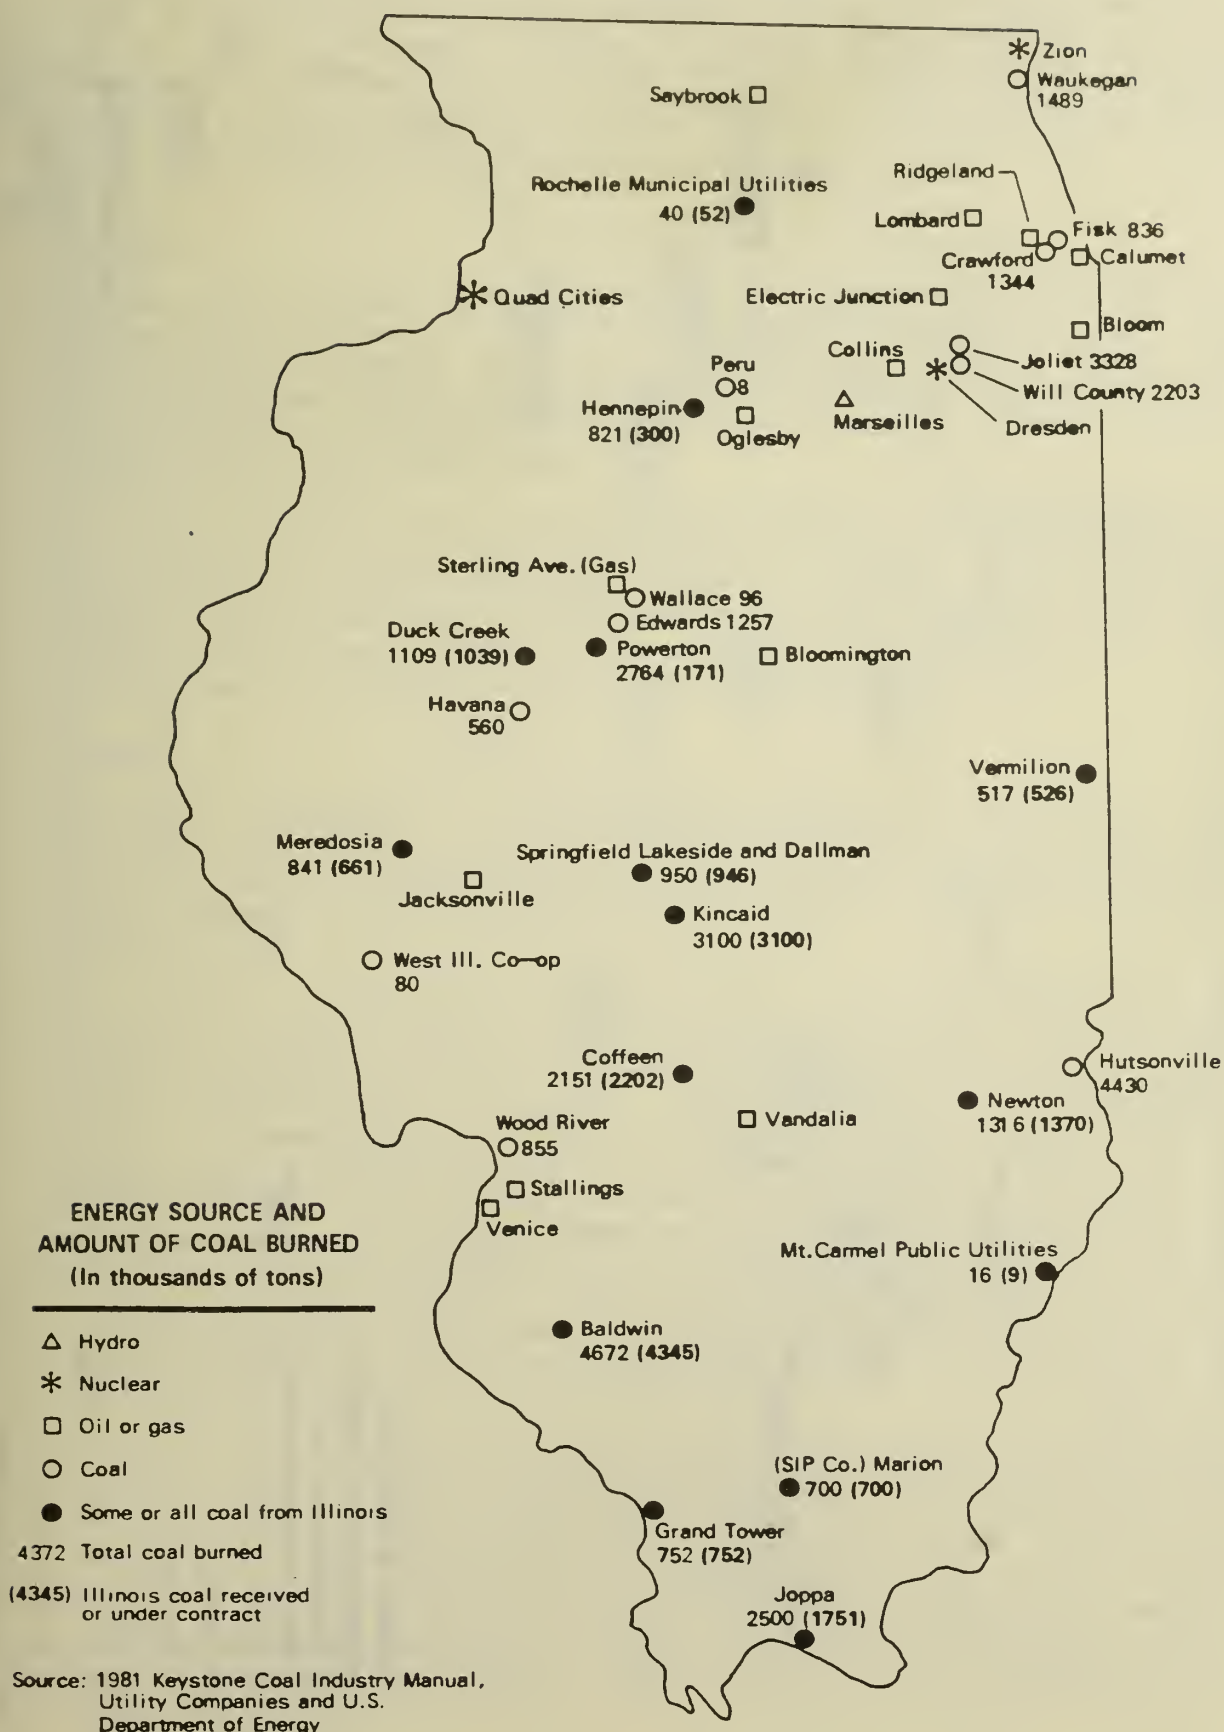 Zion
Waukegan
1489
Saybrook
Ridgeland
Rochelle Municipal Utilities
40 (52)
Lombard
Fisk 836
Crawford
1344
Calumet
Quad Cities
Electric Junction
Bloom
Collins
Joliet 3328
Peru
8
Will County 2203
Hennepin
821 (300)
Marseilles
Dresden
Oglesby
Sterling Ave. (Gas)
Wallace 96
Edwards 1257
Duck Creek
1109 (1039)
Powerton
2764 (171)
Bloomington
Havana
560
Vermilion
517 (526)
Meredosia
841 (661)
Springfield Lakeside and Dallman
950 (946)
Jacksonville
Kincaid
3100 (3100)
West Ill. Co-op
80
Coffeen
2151 (2202)
Hutsonville
4430
Newton
1316 (1370)
Vandalia
Wood River
855
Stallings
Venice
Mt.Carmel Public Utilities
16 (9)
Baldwin
4672 (4345)
(SIP Co.) Marion
700 (700)
Grand Tower
752 (752)
Joppa
2500 (1751)
ENERGY SOURCE AND
AMOUNT OF COAL BURNED
(In thousands of tons)
Hydro
Nuclear
Oil or gas
Coal
Some or all coal from Illinois
4372 Total coal burned
(4345) Illinois coal received
or under contract
Source: 1981 Keystone Coal Industry Manual,
Utility Companies and U.S.
Department of Energy